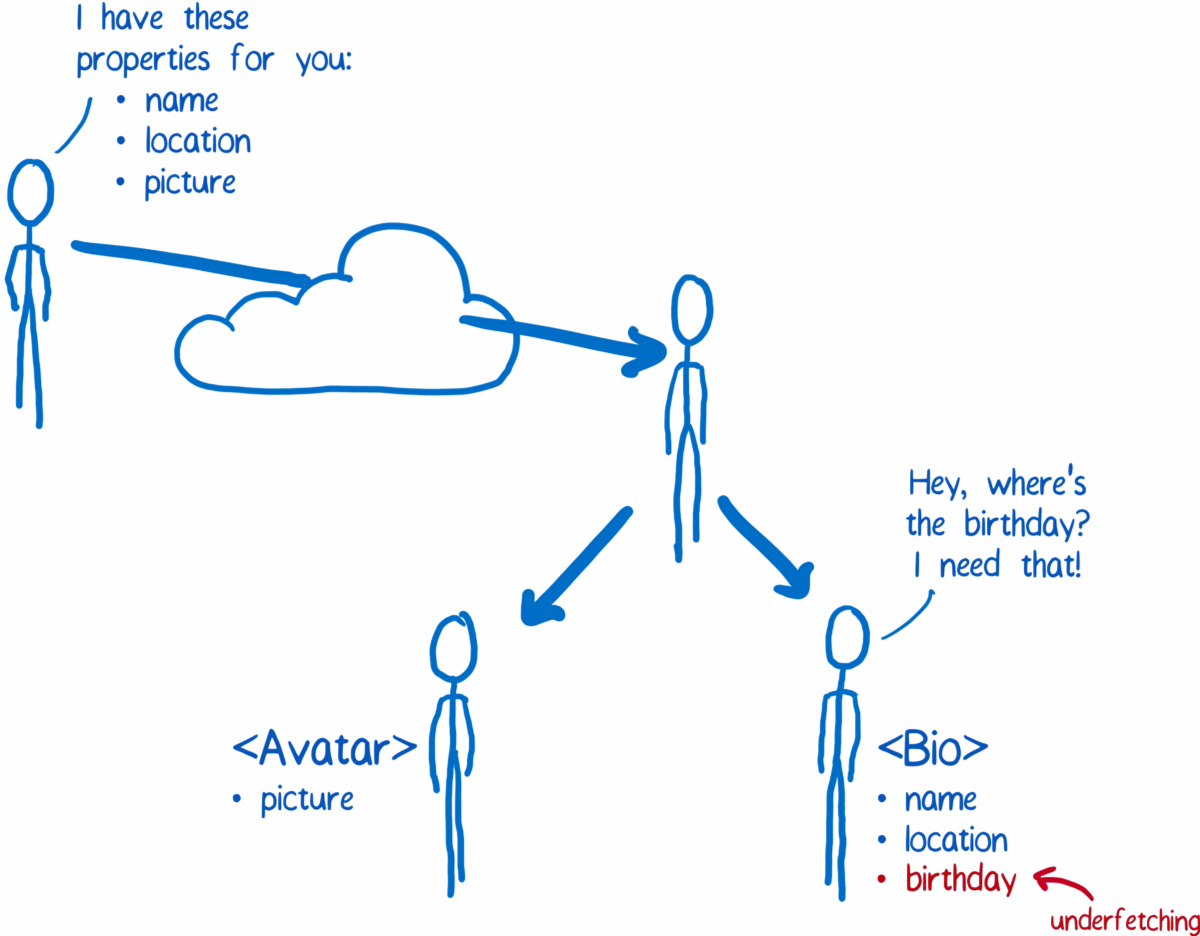 I have these
properties for you:
• name
• location
• picture
Hey, where's
the birthday?
I need that!
<Avatar>
• picture
<Bio>
• name
• location
• birthday
underfetching